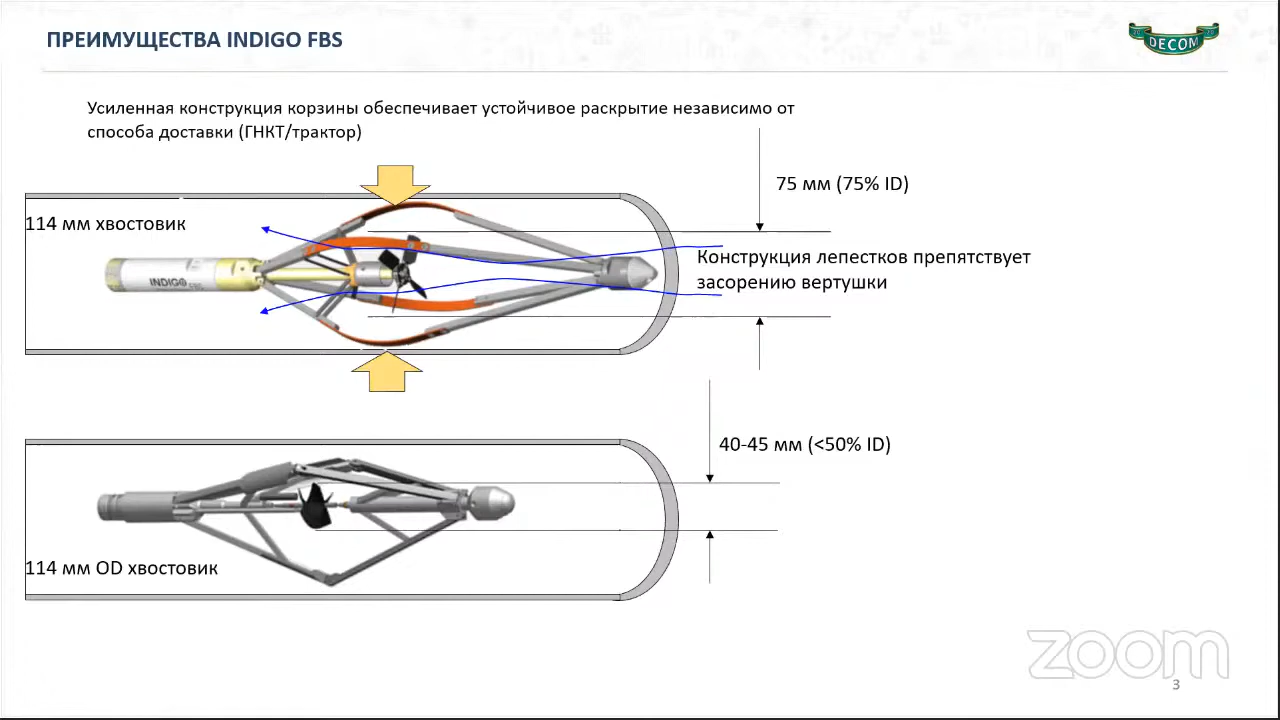 ПРЕИМУЩЕСТВА INDIGO FBS
DECOM
Усиленная конструкция корзины обеспечивает устойчивое раскрытие независимо от
способа доставки (ГНКТ/трактор)
75 мм (75% ID)
114 мм хвостовик
Конструкция лепестков препятствует
засорению вертушки
INDIGO FBS
40-45 мм (<50% ID)
114 мм OD хвостовик
zoom
3